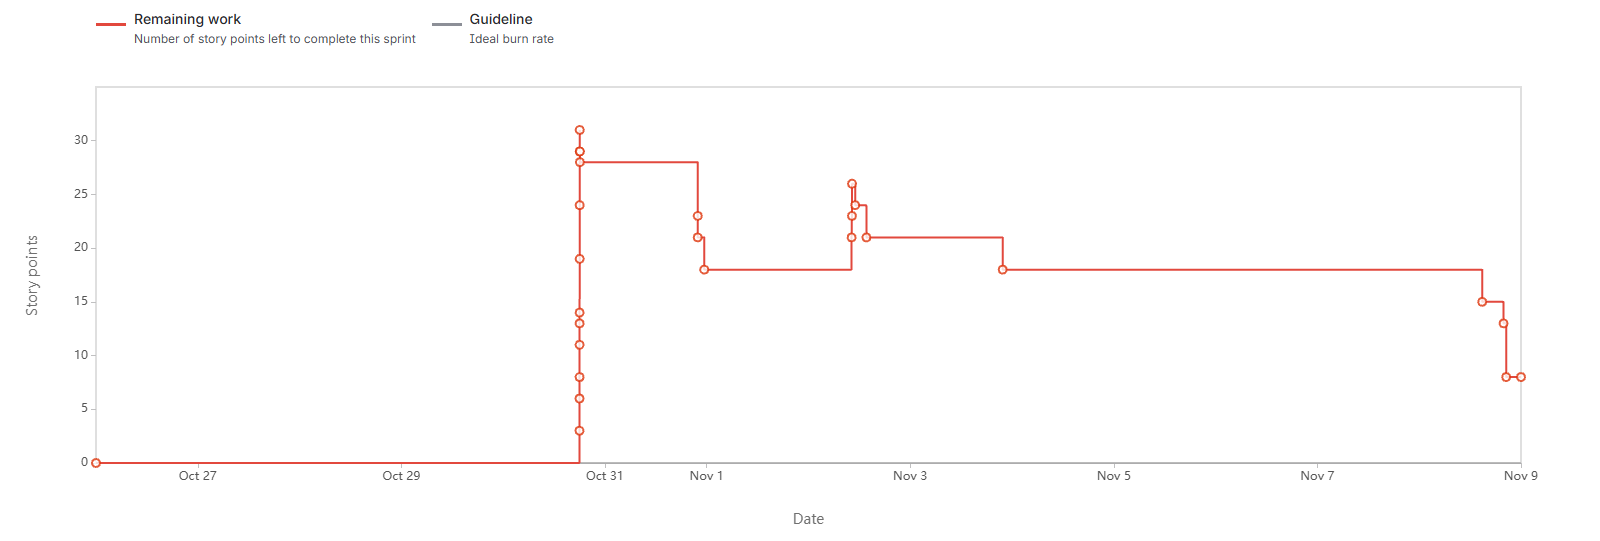 Remaining work
Number of story points left to complete this sprint
Guideline
Ideal burn rate
Story points
30
25
20
15
10
5
0
Oct 27
Oct 29
Oct 31
Nov 1
Nov 3
Nov 5
Nov 7
Nov 9
Date